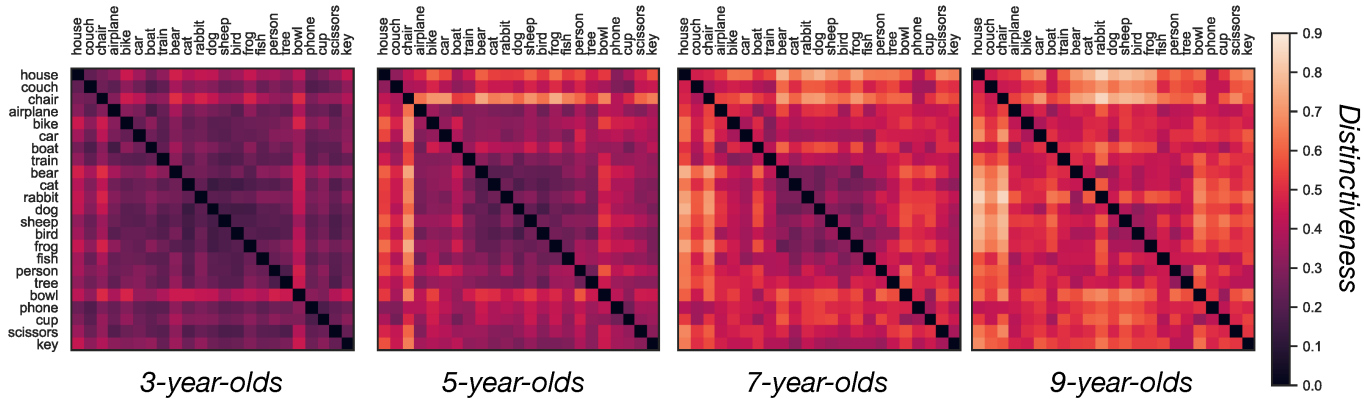 house couch chair airplane bike car boat train bear cat rabbit dog sheep bird frog fish person tree bowl phone cup scissors key
house couch chair airplane bike car boat train bear cat rabbit dog sheep bird frog fish person tree bowl phone cup scissors key
house couch chair airplane bike car boat train bear cat rabbit dog sheep bird frog fish person tree bowl phone cup scissors key
house couch chair airplane bike car boat train bear cat rabbit dog sheep bird frog fish person tree bowl phone cup scissors key
house
couch
chair
airplane
bike
car
boat
train
bear
cat
rabbit
dog
sheep
bird
frog
fish
person
tree
bowl
phone
cup
scissors
key
3-year-olds
5-year-olds
7-year-olds
9-year-olds
0.9
0.8
0.7
0.6
0.5
0.4
0.3
0.2
0.1
0.0
Distinctiveness